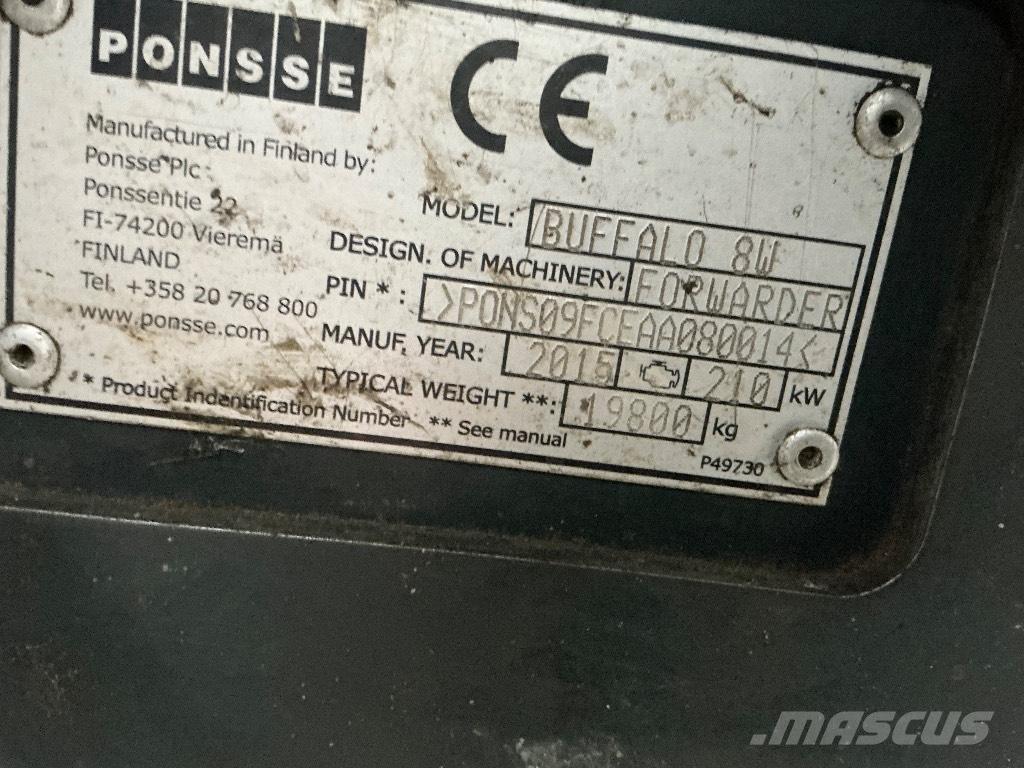 PONSSE
CE
Manufactured in Finland by:
Ponsse Plc
Ponssentie 22
FI-74200 Vieremä
FINLAND
Tel. +358 20 768 800
www.ponsse.com
MODEL: BUFFALO 8W
DESIGN. OF MACHINERY: FORWARDER
PIN * : >PONS09FCEAA080014<
MANUF. YEAR: 2015 210 kW
TYPICAL WEIGHT **: 19800 kg
* Product Indentification Number ** See manual
P49730
.MASCUS